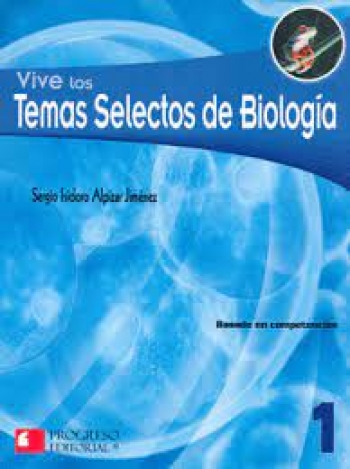 Vive los
Temas Selectos de Biología
Sergio Isidoro Alpízar Jiménez
Basado en competencias
1
PROGRESO
EDITORIAL ®